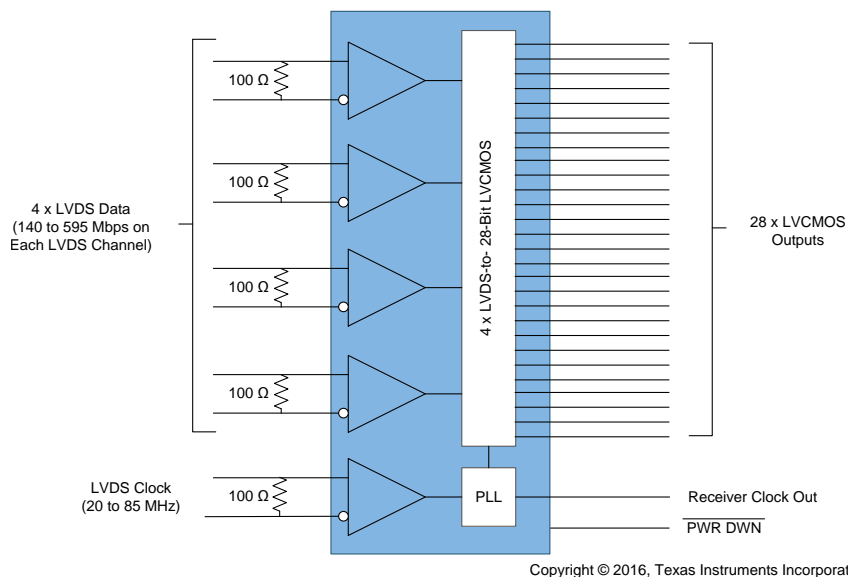 100 Ω
100 Ω
4 x LVDS Data
(140 to 595 Mbps on
Each LVDS Channel)
100 Ω
100 Ω
LVDS Clock
(20 to 85 MHz)
100 Ω
4 x LVDS-to- 28-Bit LVCMOS
PLL
28 x LVCMOS
Outputs
Receiver Clock Out
PWR DWN
Copyright © 2016, Texas Instruments Incorporat